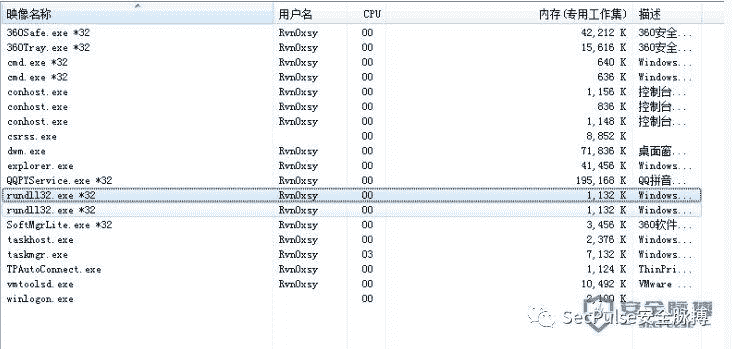 映像名称 用户名 CPU 内存(专用工作集) 描述
360Safe.exe *32 Rvn0xsy 00 42,212 K 360安全...
360Tray.exe *32 Rvn0xsy 00 15,616 K 360安全...
cmd.exe *32 Rvn0xsy 00 640 K Windows...
cmd.exe *32 Rvn0xsy 00 636 K Windows...
conhost.exe Rvn0xsy 00 1,156 K 控制台...
conhost.exe Rvn0xsy 00 836 K 控制台...
conhost.exe Rvn0xsy 00 1,148 K 控制台...
csrss.exe 00 8,852 K
dwm.exe Rvn0xsy 00 71,836 K 桌面窗...
explorer.exe Rvn0xsy 00 41,456 K Windows...
QQPYService.exe *32 Rvn0xsy 00 195,168 K QQ拼音...
rundll32.exe *32 Rvn0xsy 00 1,132 K Windows...
rundll32.exe *32 Rvn0xsy 00 1,132 K Windows...
SoftMgrLite.exe *32 Rvn0xsy 00 3,456 K 360软件...
taskhost.exe Rvn0xsy 00 2,376 K Windows...
taskmgr.exe Rvn0xsy 03 7,132 K Windows...
TPAutoConnect.exe Rvn0xsy 00 1,124 K ThinPri...
vmtoolsd.exe Rvn0xsy 00 10,492 K VMware ...
winlogon.exe 00 K
SecPulse安全脉搏
安全脉搏